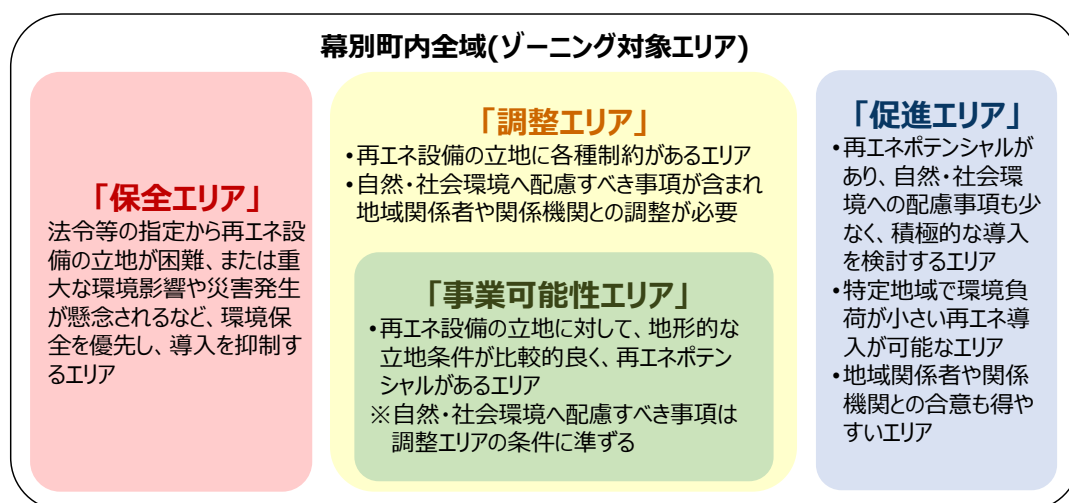 幕別町内全域(ゾーニング対象エリア)
「保全エリア」
法令等の指定から再エネ設
備の立地が困難、または重
大な環境影響や災害発生
が懸念されるなど、環境保
全を優先し、導入を抑制す
るエリア
「調整エリア」
•再エネ設備の立地に各種制約があるエリア
•自然・社会環境へ配慮すべき事項が含まれ
地域関係者や関係機関との調整が必要
「事業可能性エリア」
•再エネ設備の立地に対して、地形的な
立地条件が比較的良く、再エネポテン
シャルがあるエリア
※自然・社会環境へ配慮すべき事項は
調整エリアの条件に準ずる
「促進エリア」
•再エネポテンシャルが
あり、自然・社会環
境への配慮事項も少
なく、積極的な導入
を検討するエリア
•特定地域で環境負
荷が小さい再エネ導
入が可能なエリア
•地域関係者や関係
機関との合意も得や
すいエリア